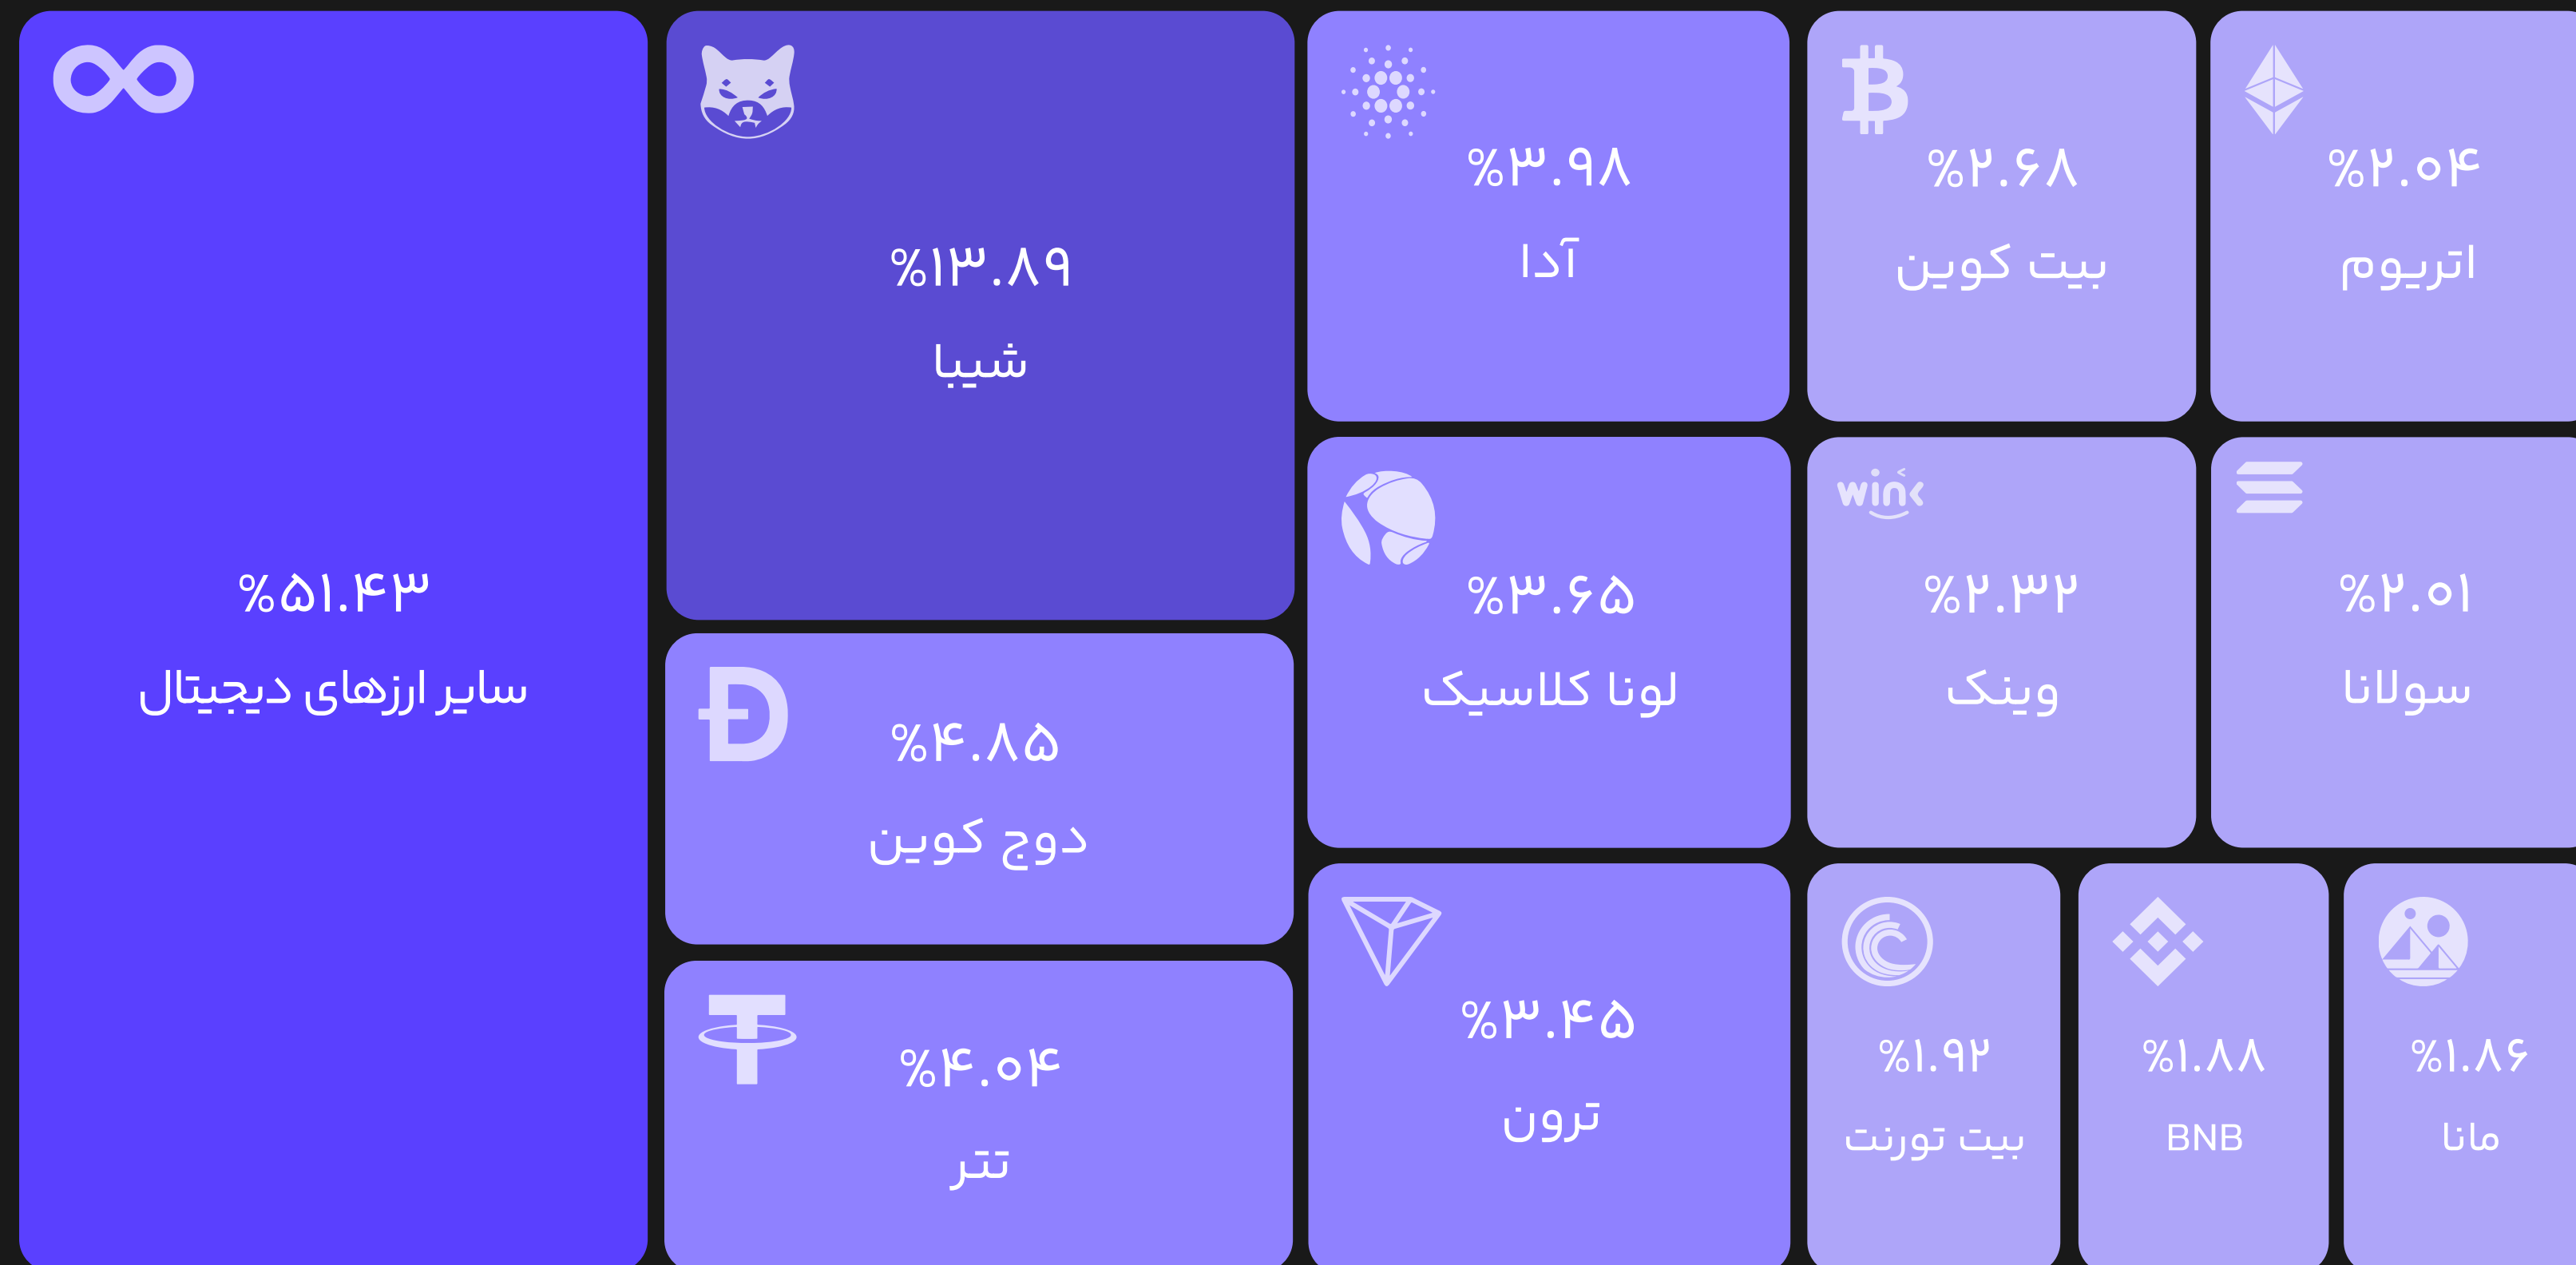 %۵۱.۴۳
سایر ارزهای دیجیتال
%۱۳.۸۹
شیبا
%۴.۸۵
دوج کوین
%۴.۰۴
تتر
%۳.۹۸
آدا
%۳.۶۵
لونا کلاسیک
%۳.۴۵
ترون
%۲.۶۸
بیت کوین
%۲.۰۴
اتریوم
wink
%۲.۳۲
وینک
%۲.۰۱
سولانا
%۱.۹۲
بیت تورنت
%۱.۸۸
BNB
%۱.۸۶
مانا